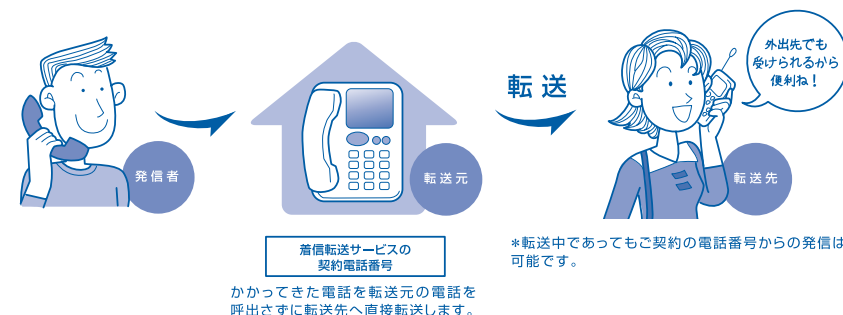 外出先でも
受けられるから
便利ね！
転送
発信者
転送元
転送先
着信転送サービスの
契約電話番号
かかってきた電話を転送元の電話を
呼出さずに転送先へ直接転送します。
＊転送中であってもご契約の電話番号からの発信は
可能です。